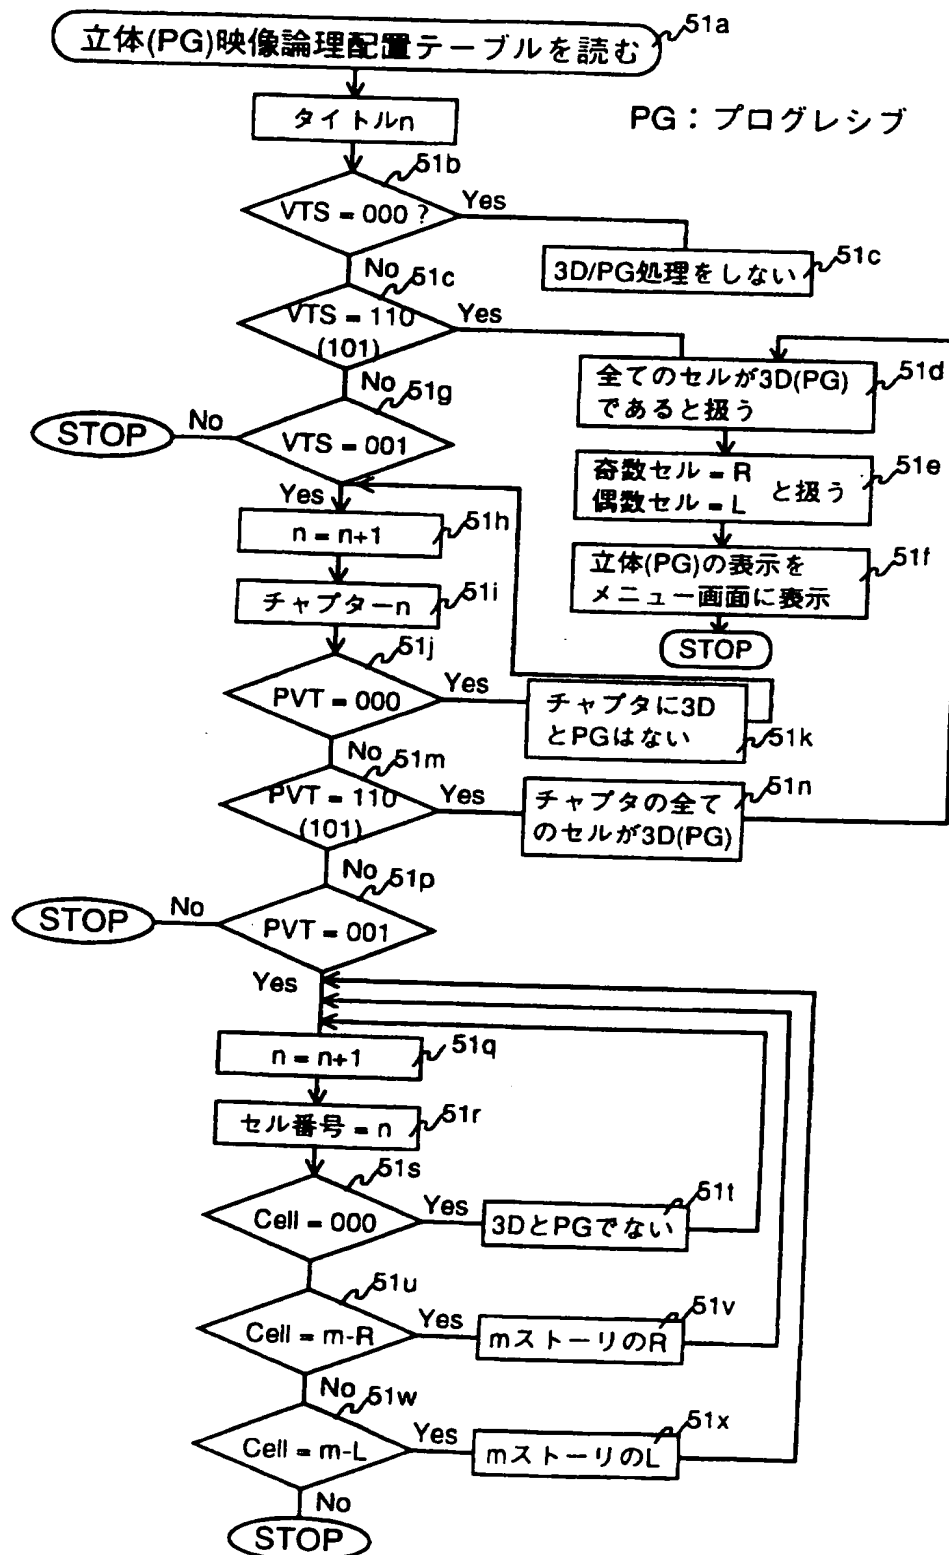 立体(PG)映像論理配置テーブルを読む
51a
タイトルn
PG：プログレシブ
51b
VTS = 000 ?
Yes
No
3D/PG処理をしない
51c
51c
VTS = 110
(101)
Yes
No
全てのセルが3D(PG)
であると扱う
51d
51g
VTS = 001
No
STOP
Yes
奇数セル = R
偶数セル = L
と扱う
51e
n = n+1
51h
立体(PG)の表示を
メニュー画面に表示
51f
チャプターn
51i
STOP
51j
PVT = 000
Yes
No
チャプタに3D
とPGはない
51k
51m
PVT = 110
(101)
Yes
No
チャプタの全て
のセルが3D(PG)
51n
51p
PVT = 001
No
STOP
Yes
n = n+1
51q
セル番号 = n
51r
51s
Cell = 000
Yes
3DとPGでない
51t
51u
Cell = m-R
Yes
No
mストーリのR
51v
51w
Cell = m-L
Yes
No
mストーリのL
51x
STOP